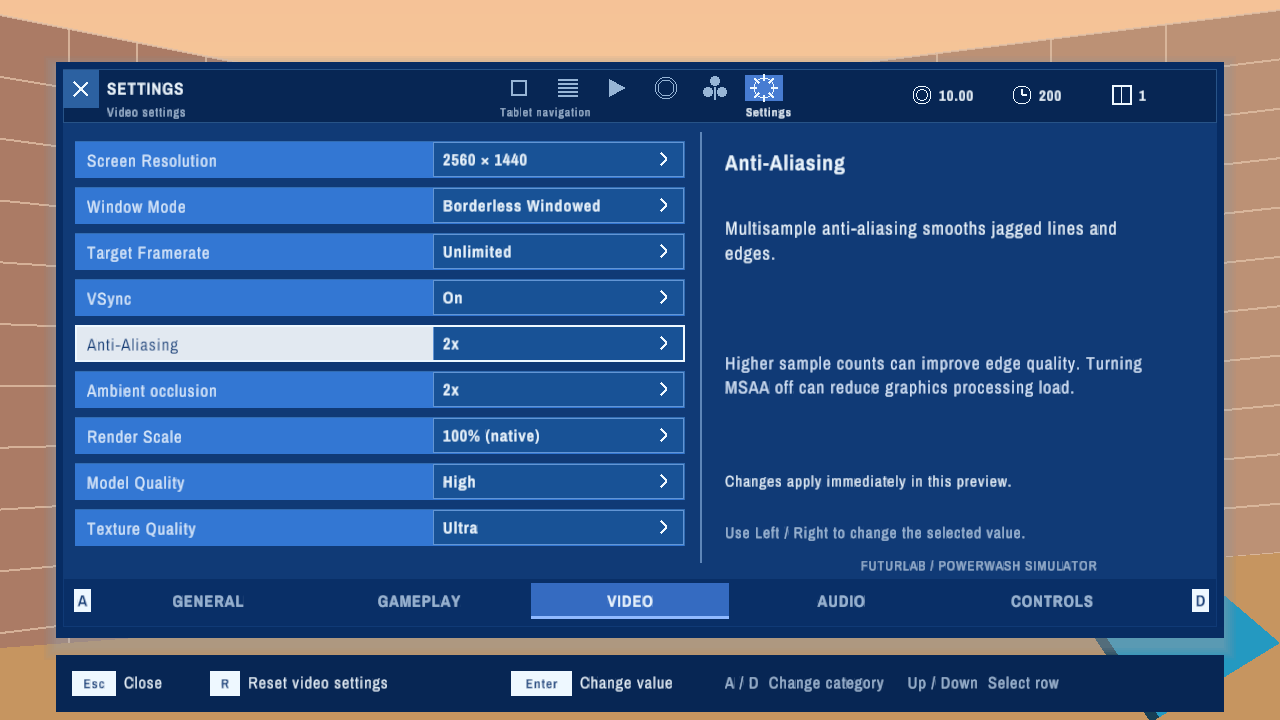 SETTINGS
Video settings
Tablet navigation
Settings
10.00
200
1
Screen Resolution
2560 × 1440
Window Mode
Borderless Windowed
Target Framerate
Unlimited
VSync
On
Anti-Aliasing
2x
Ambient occlusion
2x
Render Scale
100% (native)
Model Quality
High
Texture Quality
Ultra
Anti-Aliasing
Multisample anti-aliasing smooths jagged lines and
edges.
Higher sample counts can improve edge quality. Turning
MSAA off can reduce graphics processing load.
Changes apply immediately in this preview.
Use Left / Right to change the selected value.
FUTURLAB / POWERWASH SIMULATOR
A
GENERAL
GAMEPLAY
VIDEO
AUDIO
CONTROLS
D
Esc Close
R Reset video settings
Enter Change value
A / D Change category
Up / Down Select row